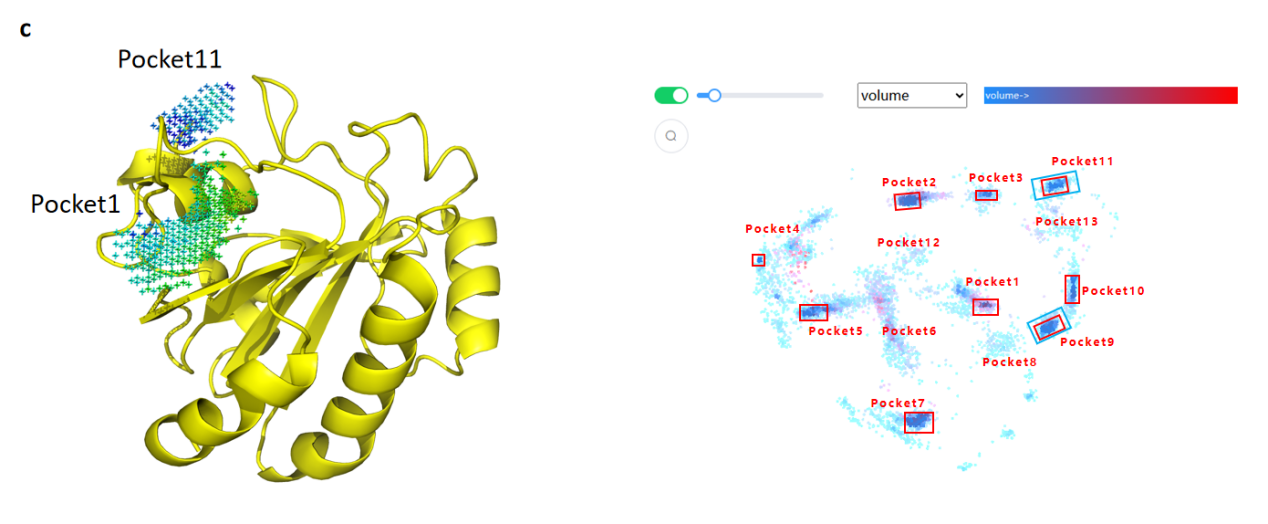 c
Pocket11
Pocket1
volume
volume->
Pocket11
Pocket3
Pocket2
Pocket13
Pocket4
Pocket12
Pocket1
Pocket10
Pocket5
Pocket6
Pocket9
Pocket8
Pocket7